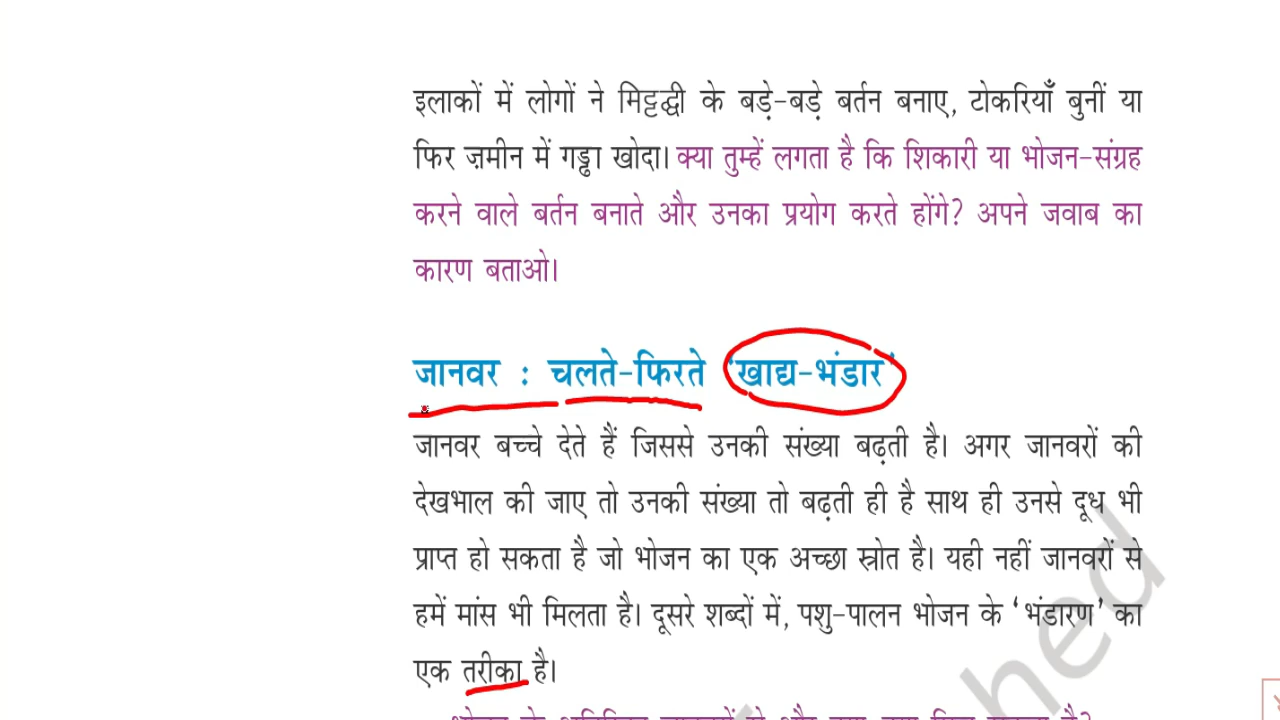 इलाकों में लोगों ने मिट्टद्घी के बड़े-बड़े बर्तन बनाए, टोकरियाँ बुनीं या
फिर ज़मीन में गड्ढा खोदा। क्या तुम्हें लगता है कि शिकारी या भोजन-संग्रह
करने वाले बर्तन बनाते और उनका प्रयोग करते होंगे? अपने जवाब का
कारण बताओ।
जानवर : चलते-फिरते 'खाद्य-भंडार'
जानवर बच्चे देते हैं जिससे उनकी संख्या बढ़ती है। अगर जानवरों की
देखभाल की जाए तो उनकी संख्या तो बढ़ती ही है साथ ही उनसे दूध भी
प्राप्त हो सकता है जो भोजन का एक अच्छा स्रोत है। यही नहीं जानवरों से
हमें मांस भी मिलता है। दूसरे शब्दों में, पशु-पालन भोजन के ‘भंडारण’ का
एक तरीका है।
hed